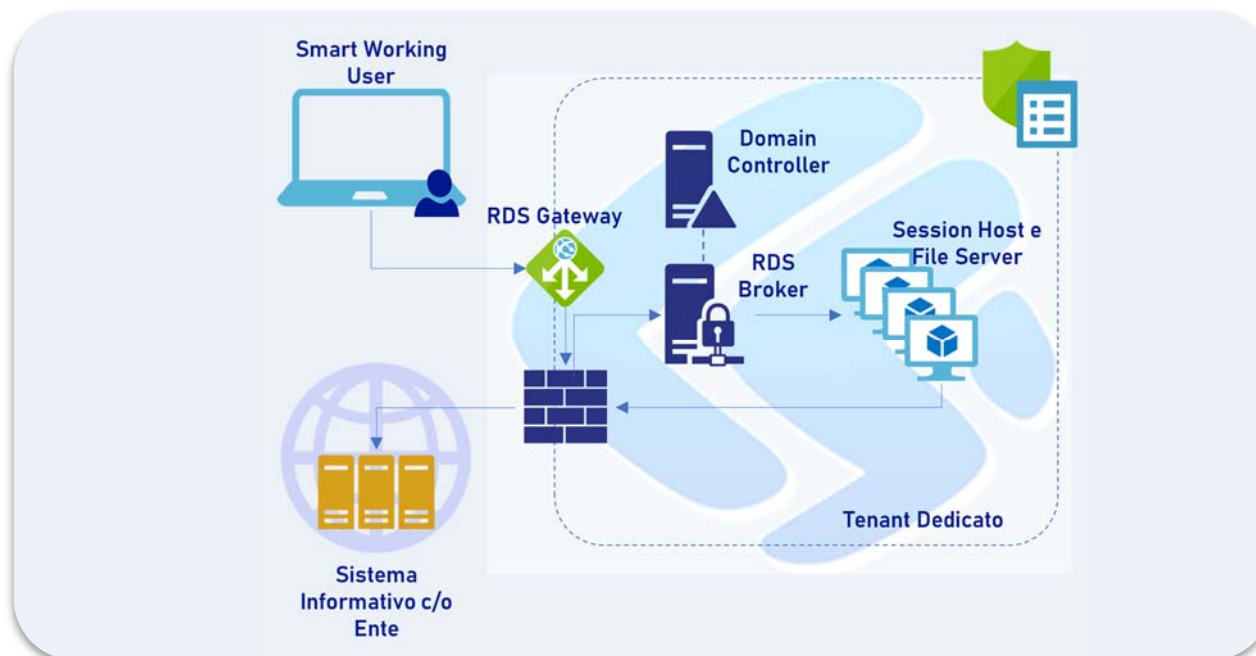 Smart Working
User
Domain
Controller
RDS Gateway
Session Host e
File Server
RDS
Broker
Tenant Dedicato
Sistema
Informativo c/o
Ente